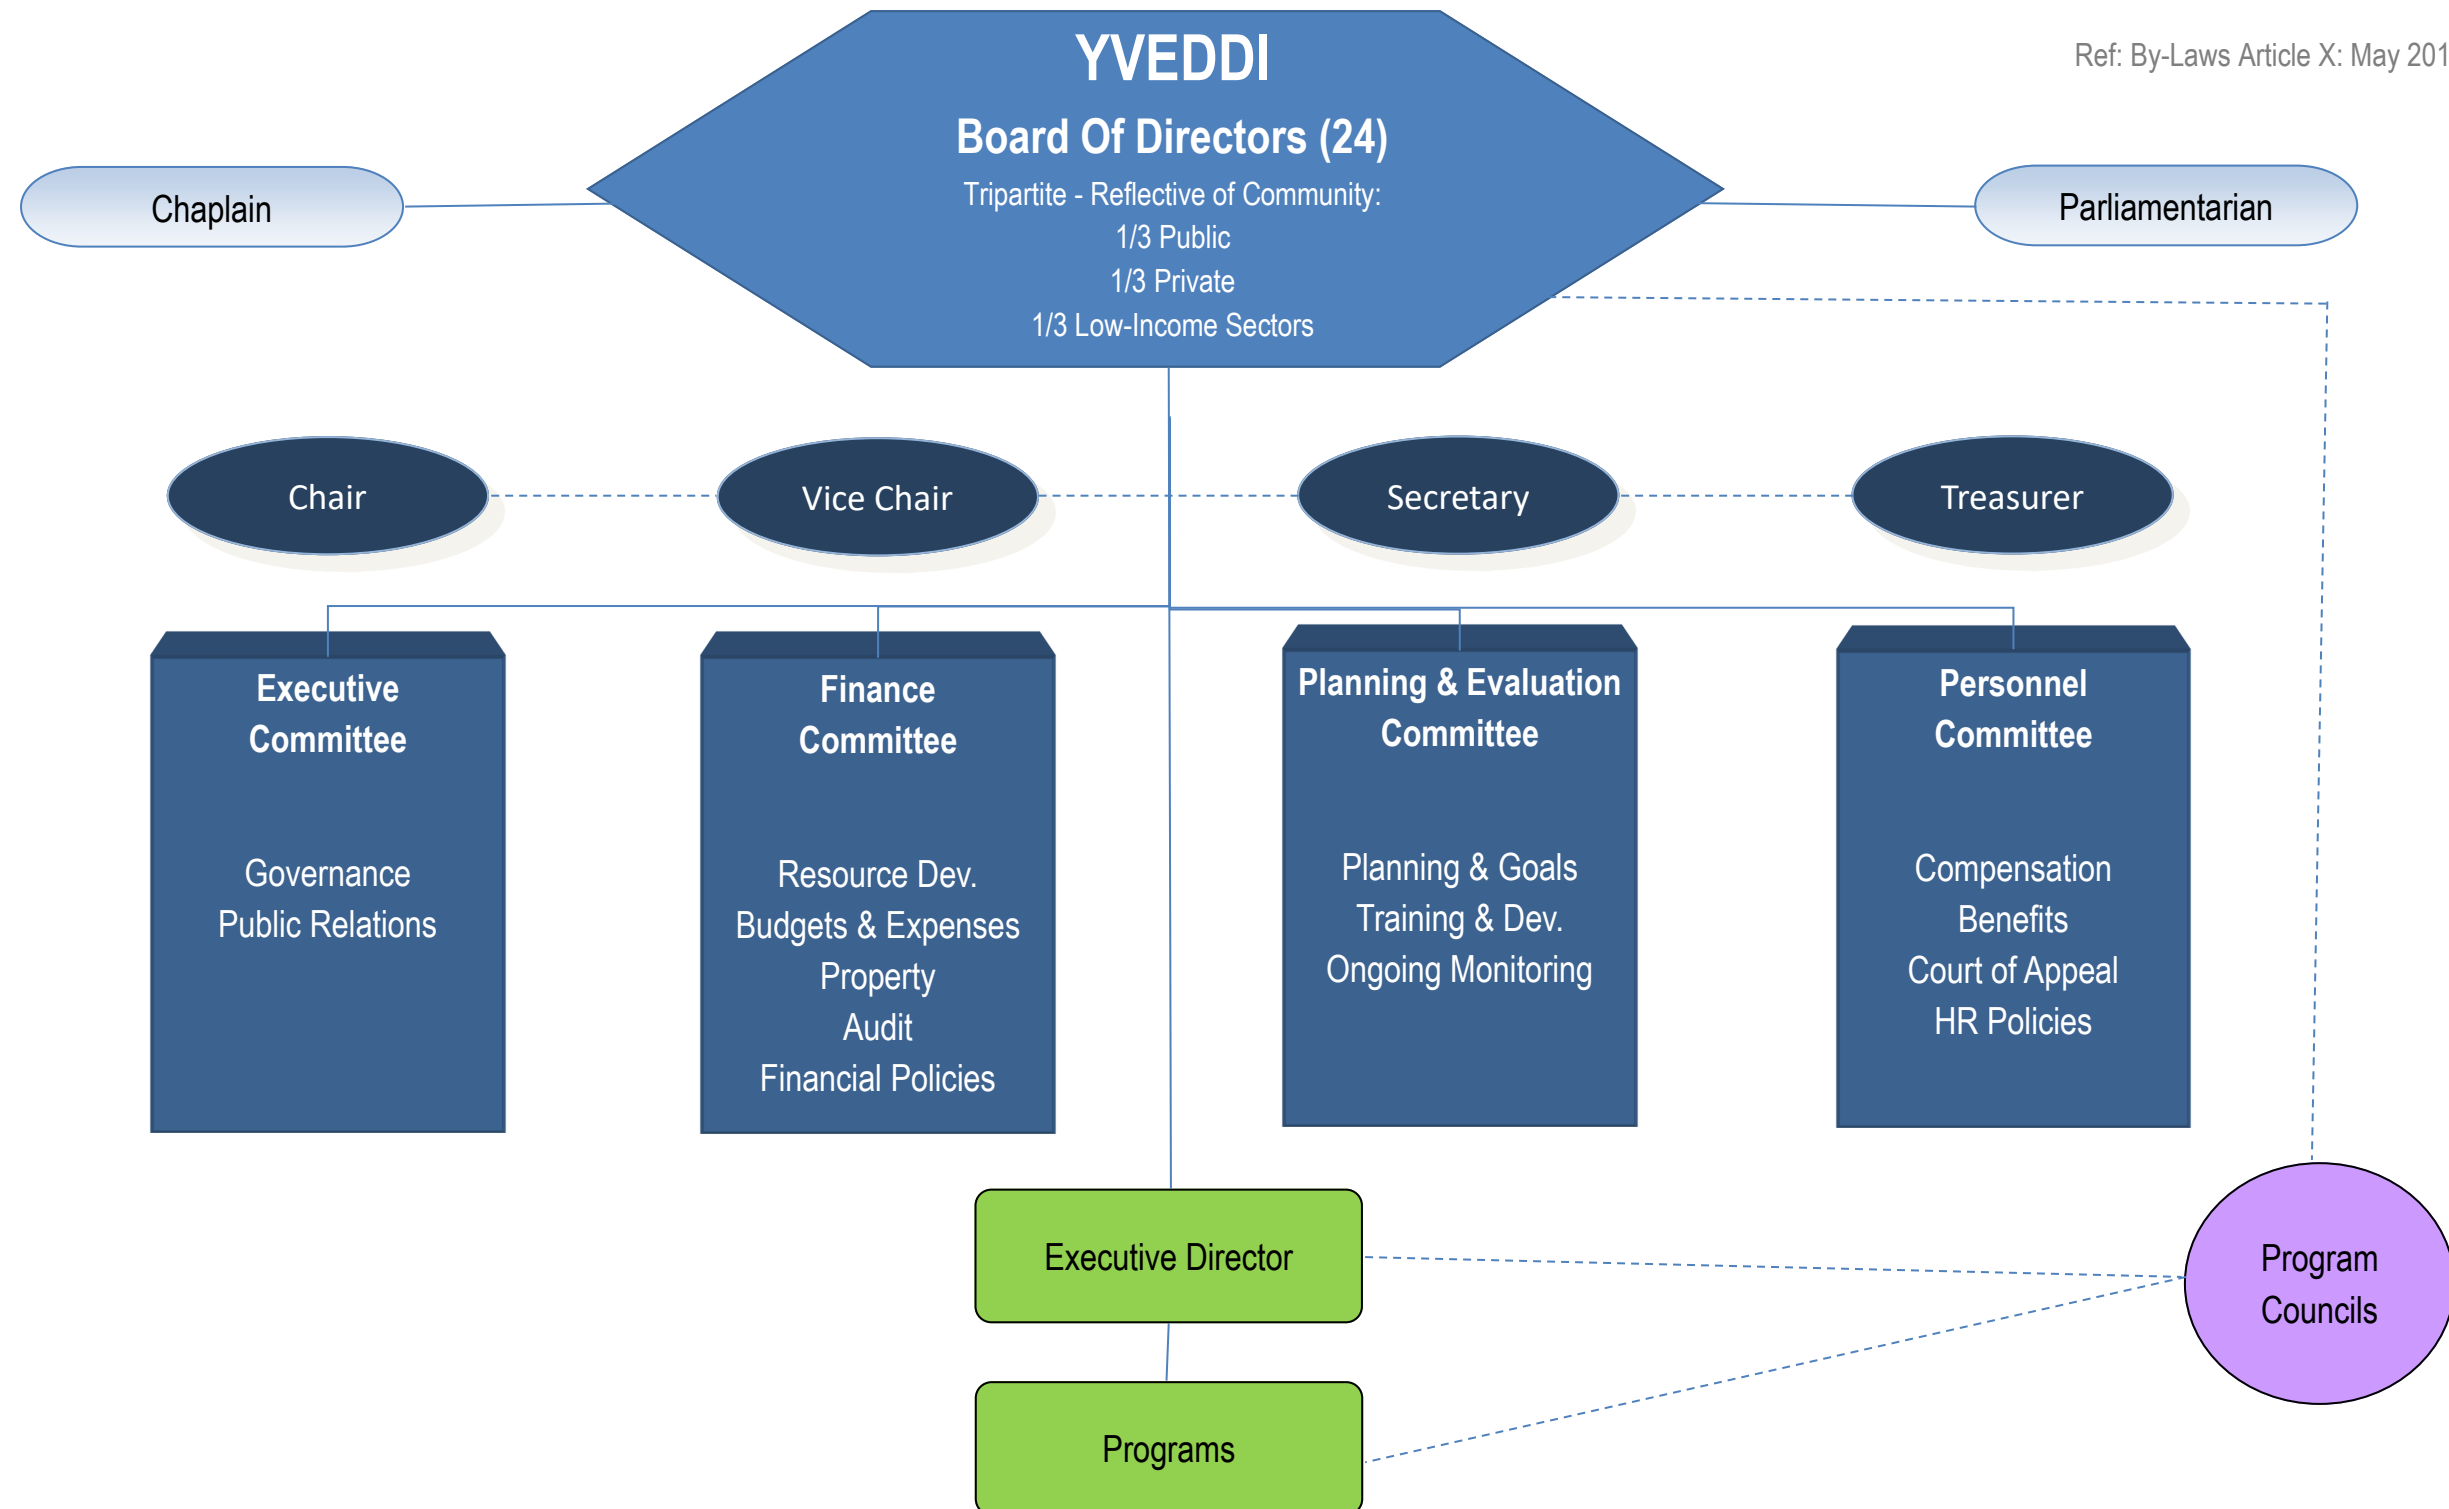 YVEDDI
Board Of Directors (24)
Tripartite - Reflective of Community:
1/3 Public
1/3 Private
1/3 Low-Income Sectors
Ref: By-Laws Article X: May 201
Chaplain
Parliamentarian
Chair
Vice Chair
Secretary
Treasurer
Executive
Committee
Governance
Public Relations
Finance
Committee
Resource Dev.
Budgets & Expenses
Property
Audit
Financial Policies
Planning & Evaluation
Committee
Planning & Goals
Training & Dev.
Ongoing Monitoring
Personnel
Committee
Compensation
Benefits
Court of Appeal
HR Policies
Executive Director
Program
Councils
Programs